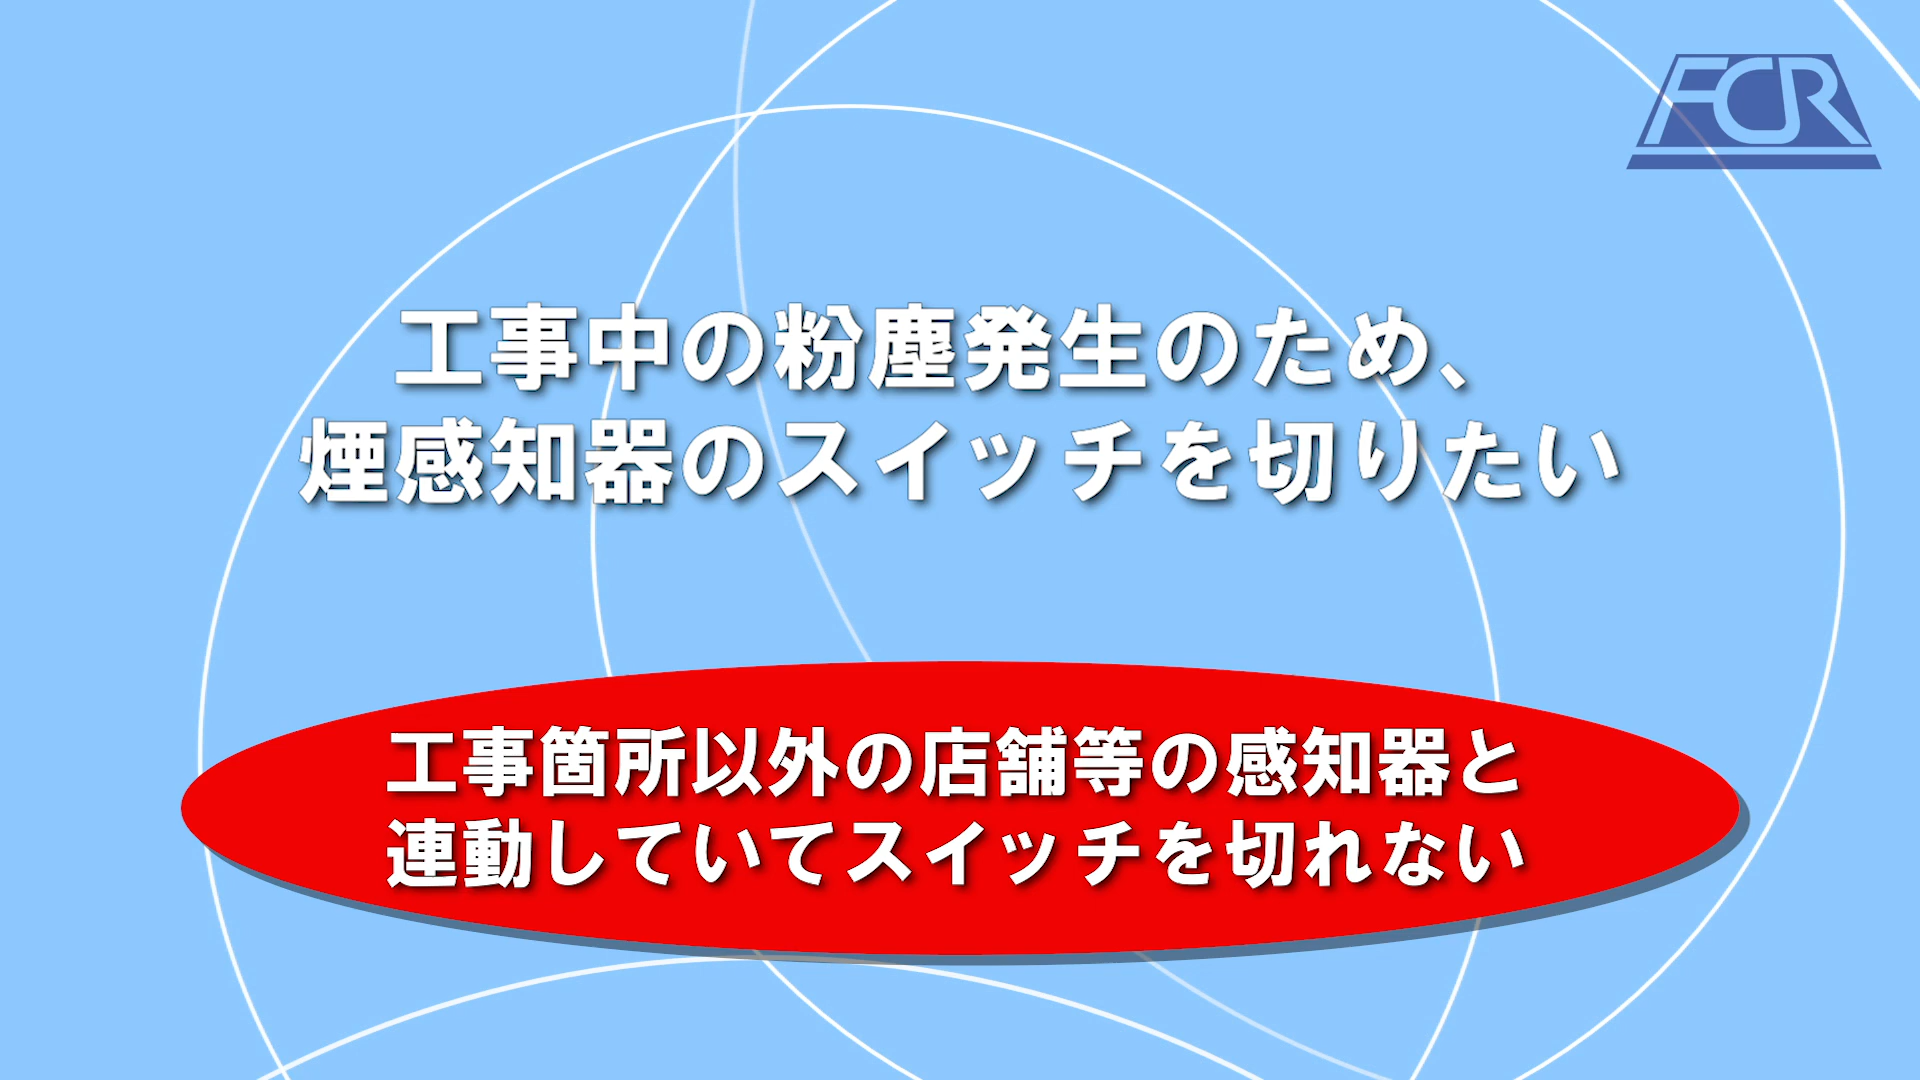 FCR
工事中の粉塵発生のため、
煙感知器のスイッチを切りたい
工事箇所以外の店舗等の感知器と
連動していてスイッチを切れない